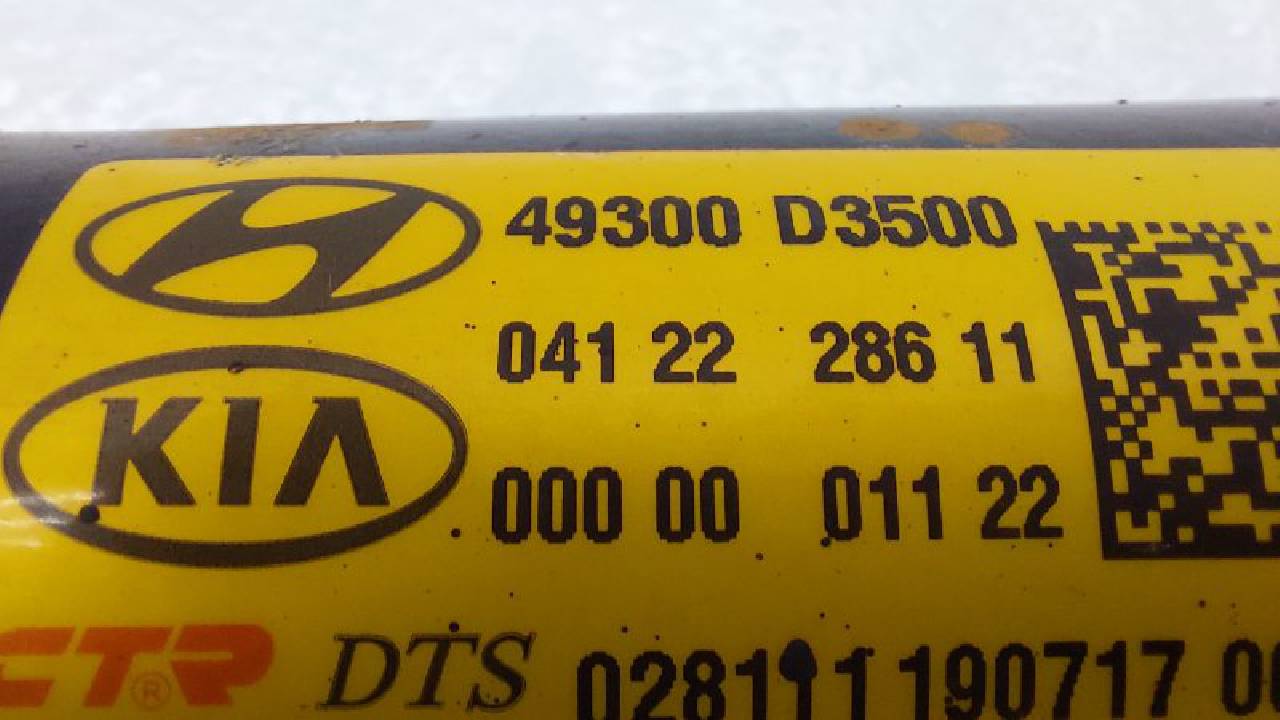 49300 D3500
041 22 286 11
KIA
000 00 011 22
CTR® DTS